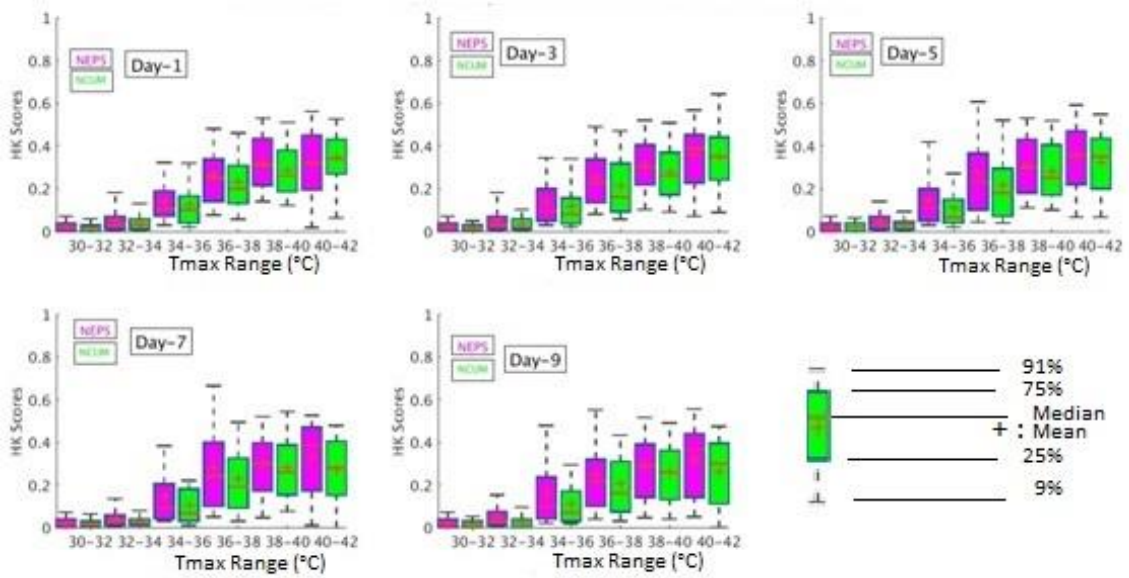 1
0.8
0.6
0.4
0.2
0
HK Scores
NEPS
NCUM
Day-1
30-32 32-34 34-36 36-38 38-40 40-42
Tmax Range (°C)
1
0.8
0.6
0.4
0.2
0
HK Scores
NEPS
NCUM
Day-3
30-32 32-34 34-36 36-38 38-40 40-42
Tmax Range (°C)
1
0.8
0.6
0.4
0.2
0
HK Scores
NEPS
NCUM
Day-5
30-32 32-34 34-36 36-38 38-40 40-42
Tmax Range (°C)
1
0.8
0.6
0.4
0.2
0
HK Scores
NEPS
NCUM
Day-7
30-32 32-34 34-36 36-38 38-40 40-42
Tmax Range (°C)
1
0.8
0.6
0.4
0.2
0
HK Scores
NEPS
NCUM
Day-9
30-32 32-34 34-36 36-38 38-40 40-42
Tmax Range (°C)
91%
75%
Median
+ : Mean
25%
9%